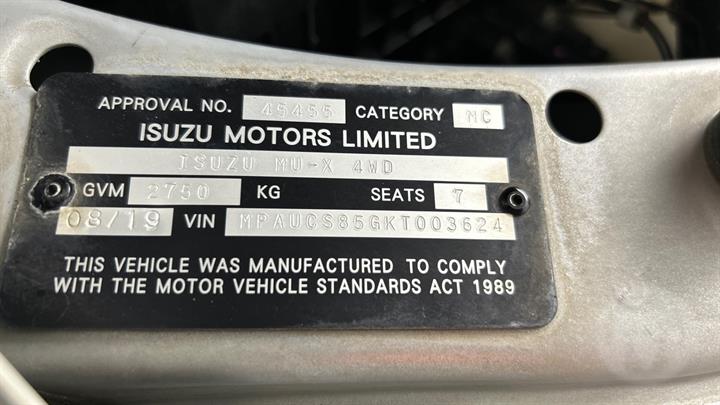 APPROVAL NO. 45455 CATEGORY MC
ISUZU MOTORS LIMITED
ISUZU MU-X 4WD
GVM 2750 KG SEATS 7
08/19 VIN MPAUCS85GKT003624
THIS VEHICLE WAS MANUFACTURED TO COMPLY
WITH THE MOTOR VEHICLE STANDARDS ACT 1989